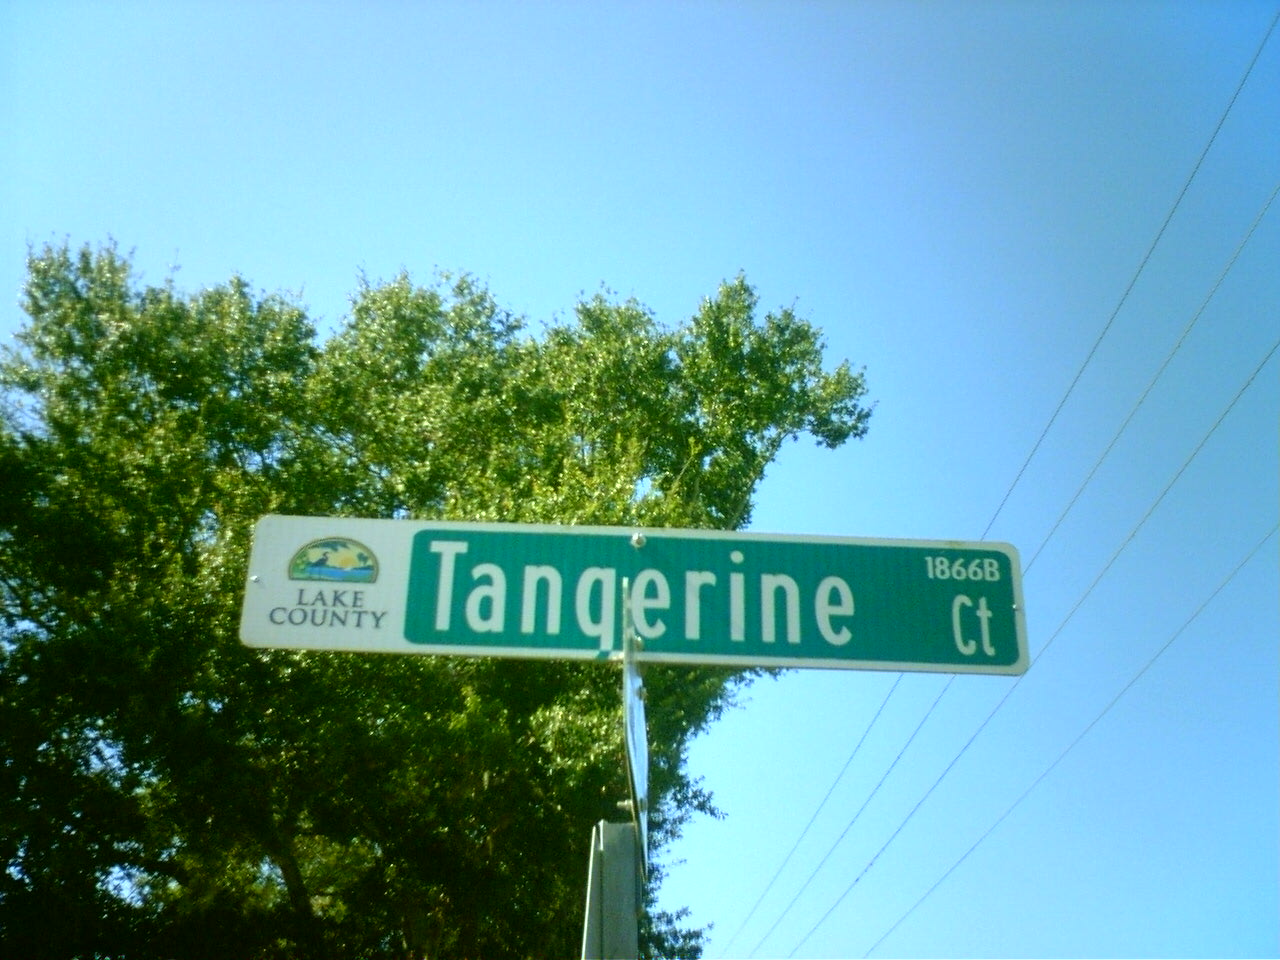 LAKE
COUNTY
Tangerine
1866B
Ct